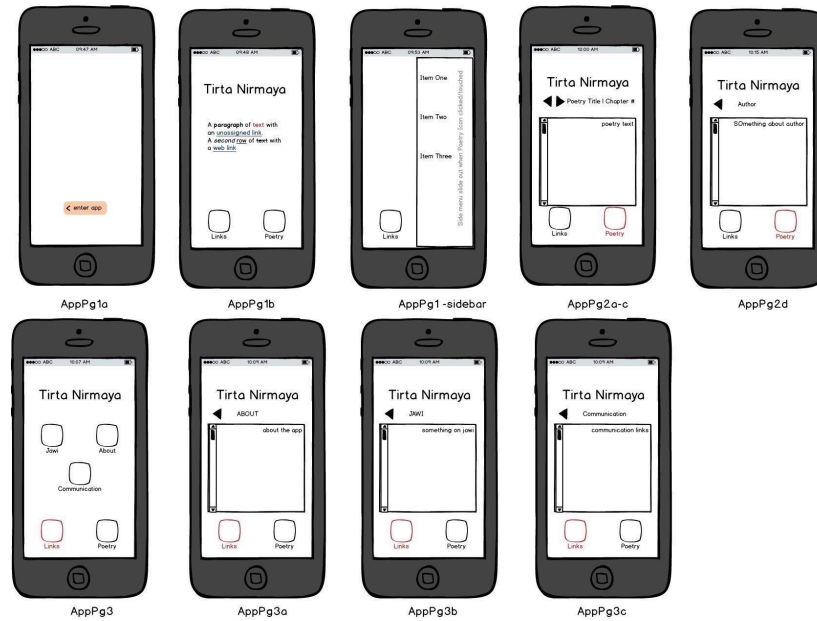 ●●●○○ ABC 09:47 AM
< enter app
AppPg1a
●●●○○ ABC 09:48 AM
Tirta Nirmaya
A paragraph of text with
an unassigned link.
A second row of text with
a web link
Links Poetry
AppPg1b
●●●○○ ABC 09:53 AM
Item One
Item Two
Item Three
Side menu slide out when Poetry Icon clicked/touched
Links
AppPg1 -sidebar
●●●○○ ABC 10:00 AM
Tirta Nirmaya
Poetry Title | Chapter #
poetry text
Links Poetry
AppPg2a-c
●●●○○ ABC 10:15 AM
Tirta Nirmaya
Author
SOmething about author
Links Poetry
AppPg2d
●●●○○ ABC 10:07 AM
Tirta Nirmaya
Jawi About
Communication
Links Poetry
AppPg3
●●●○○ ABC 10:09 AM
Tirta Nirmaya
ABOUT
about the app
Links Poetry
AppPg3a
●●●○○ ABC 10:09 AM
Tirta Nirmaya
JAWI
something on jawi
Links Poetry
AppPg3b
●●●○○ ABC 10:09 AM
Tirta Nirmaya
Communication
communication links
Links Poetry
AppPg3c